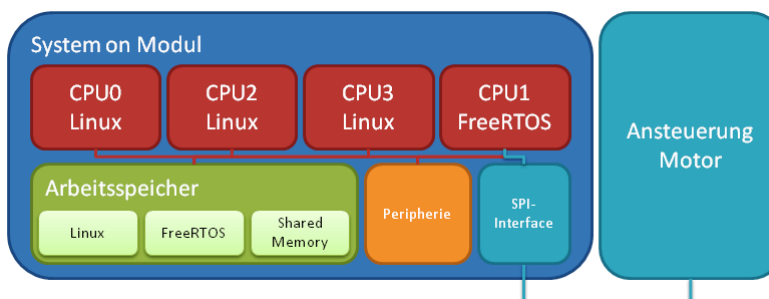 System on Modul
CPU0
Linux
CPU2
Linux
CPU3
Linux
CPU1
FreeRTOS
Arbeitsspeicher
Linux
FreeRTOS
Shared
Memory
Peripherie
SPI-
Interface
Ansteuerung
Motor